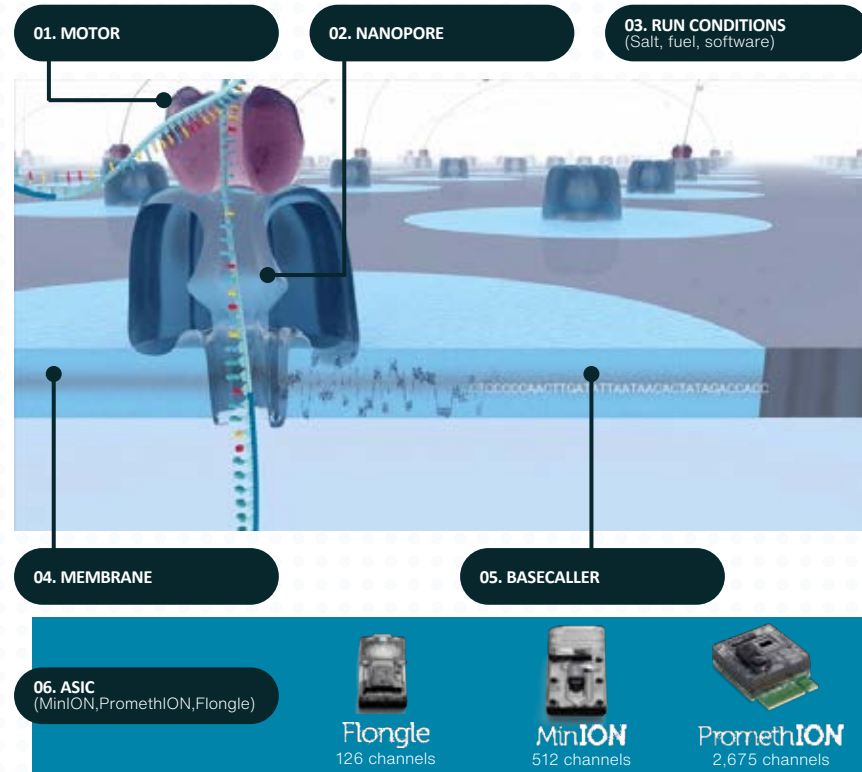 01. MOTOR
02. NANOPORE
03. RUN CONDITIONS
(Salt, fuel, software)
CTCCCCCAACTTGATATTAATAACACTATAGACCACC
04. MEMBRANE
05. BASECALLER
06. ASIC
(MinION,PromethION,Flongle)
Flongle
126 channels
MinION
512 channels
PromethION
2,675 channels